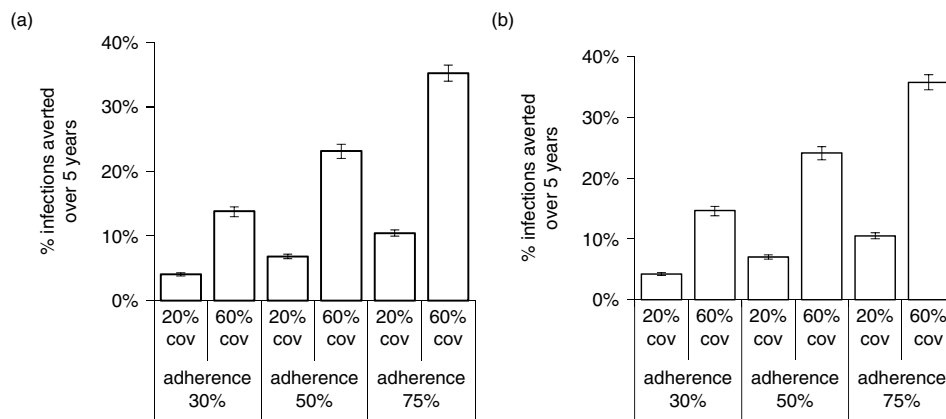 (a)
% infections averted
over 5 years
40%
30%
20%
10%
0%
20%
cov
60%
cov
20%
cov
60%
cov
20%
cov
60%
cov
adherence
30%
adherence
50%
adherence
75%
(b)
% infections averted
over 5 years
40%
30%
20%
10%
0%
20%
cov
60%
cov
20%
cov
60%
cov
20%
cov
60%
cov
adherence
30%
adherence
50%
adherence
75%